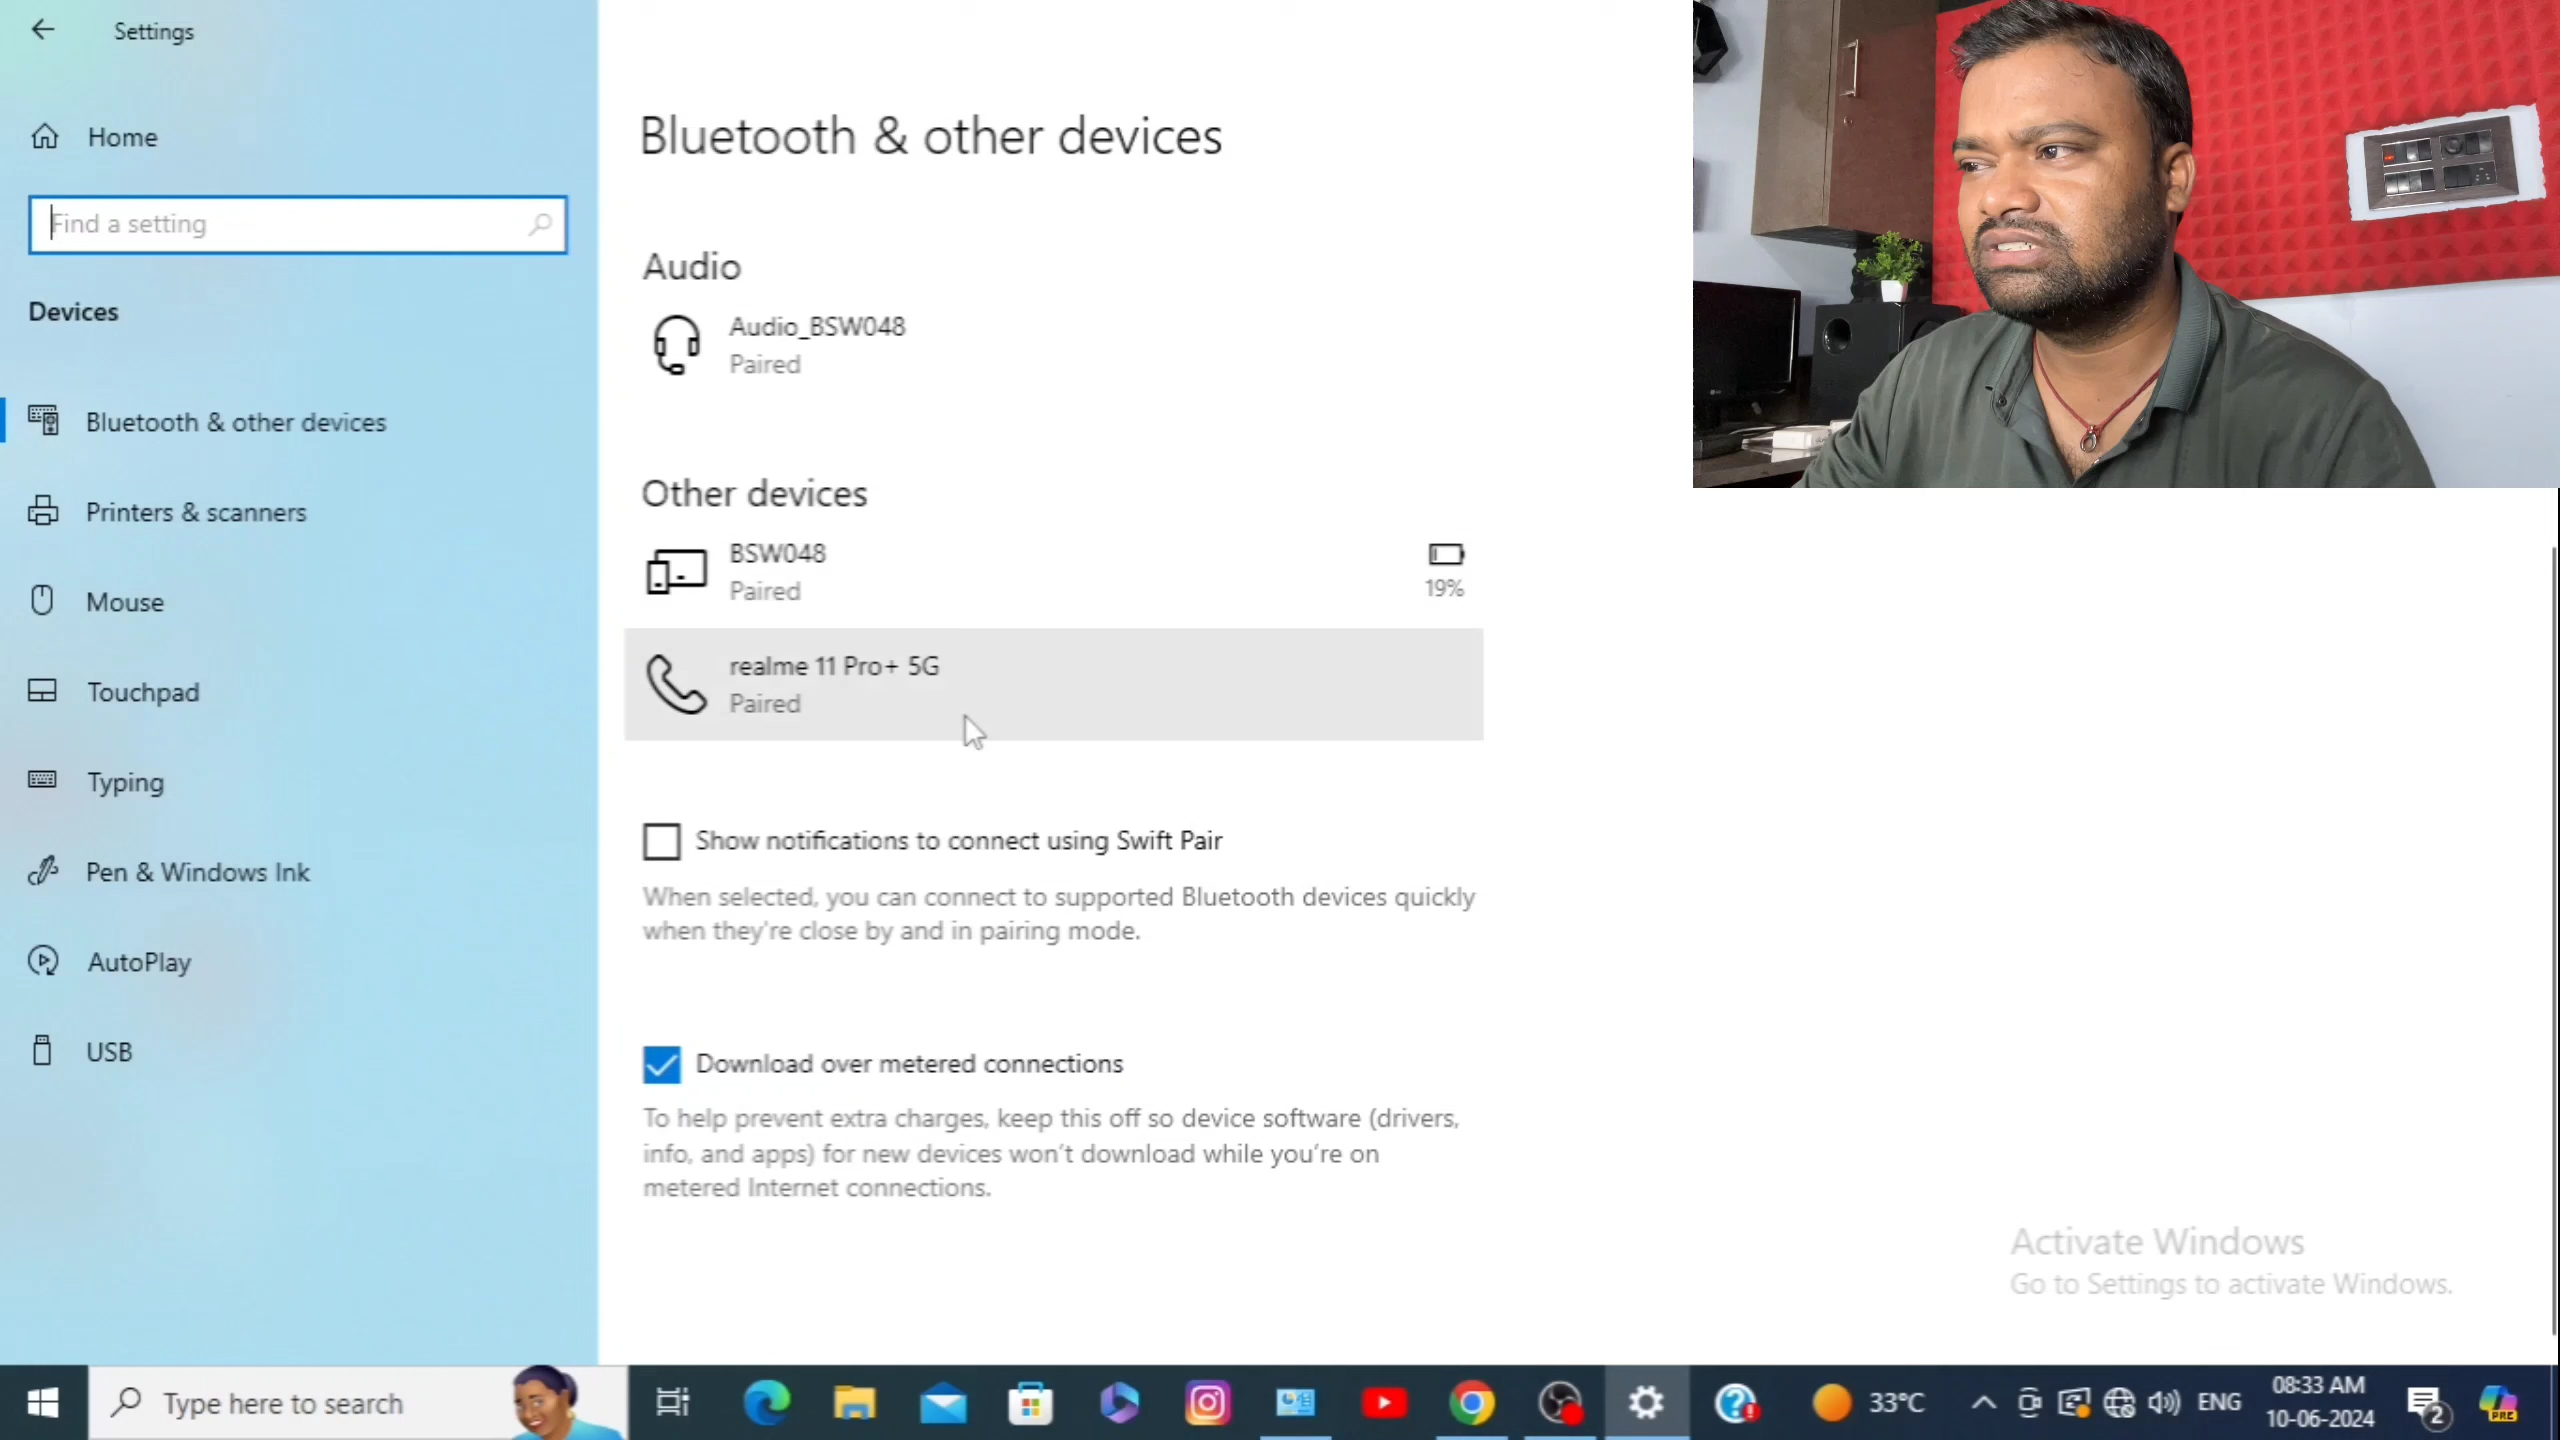 Settings
Home
Find a setting
Devices
Bluetooth & other devices
Printers & scanners
Mouse
Touchpad
Typing
Pen & Windows Ink
AutoPlay
USB
Bluetooth & other devices
Audio
Audio_BSW048
Paired
Other devices
BSW048
Paired
19%
realme 11 Pro+ 5G
Paired
Show notifications to connect using Swift Pair
When selected, you can connect to supported Bluetooth devices quickly
when they're close by and in pairing mode.
Download over metered connections
To help prevent extra charges, keep this off so device software (drivers,
info, and apps) for new devices won't download while you're on
metered Internet connections.
Activate Windows
Go to Settings to activate Windows.
Type here to search
33°C
ENG
08:33 AM
10-06-2024
2
PRE